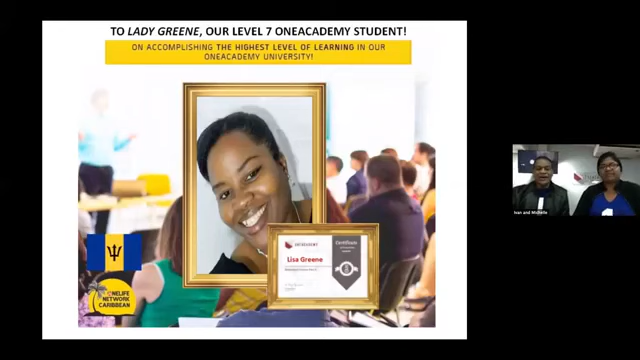 TO LADY GREENE, OUR LEVEL 7 ONEACADEMY STUDENT!
ON ACCOMPLISHING THE HIGHEST LEVEL OF LEARNING IN OUR
ONEACADEMY UNIVERSITY!
ONEACADEMY
Certificate
Lisa Greene
ONELIFE
NETWORK
CARIBBEAN
Ivan and Michelle